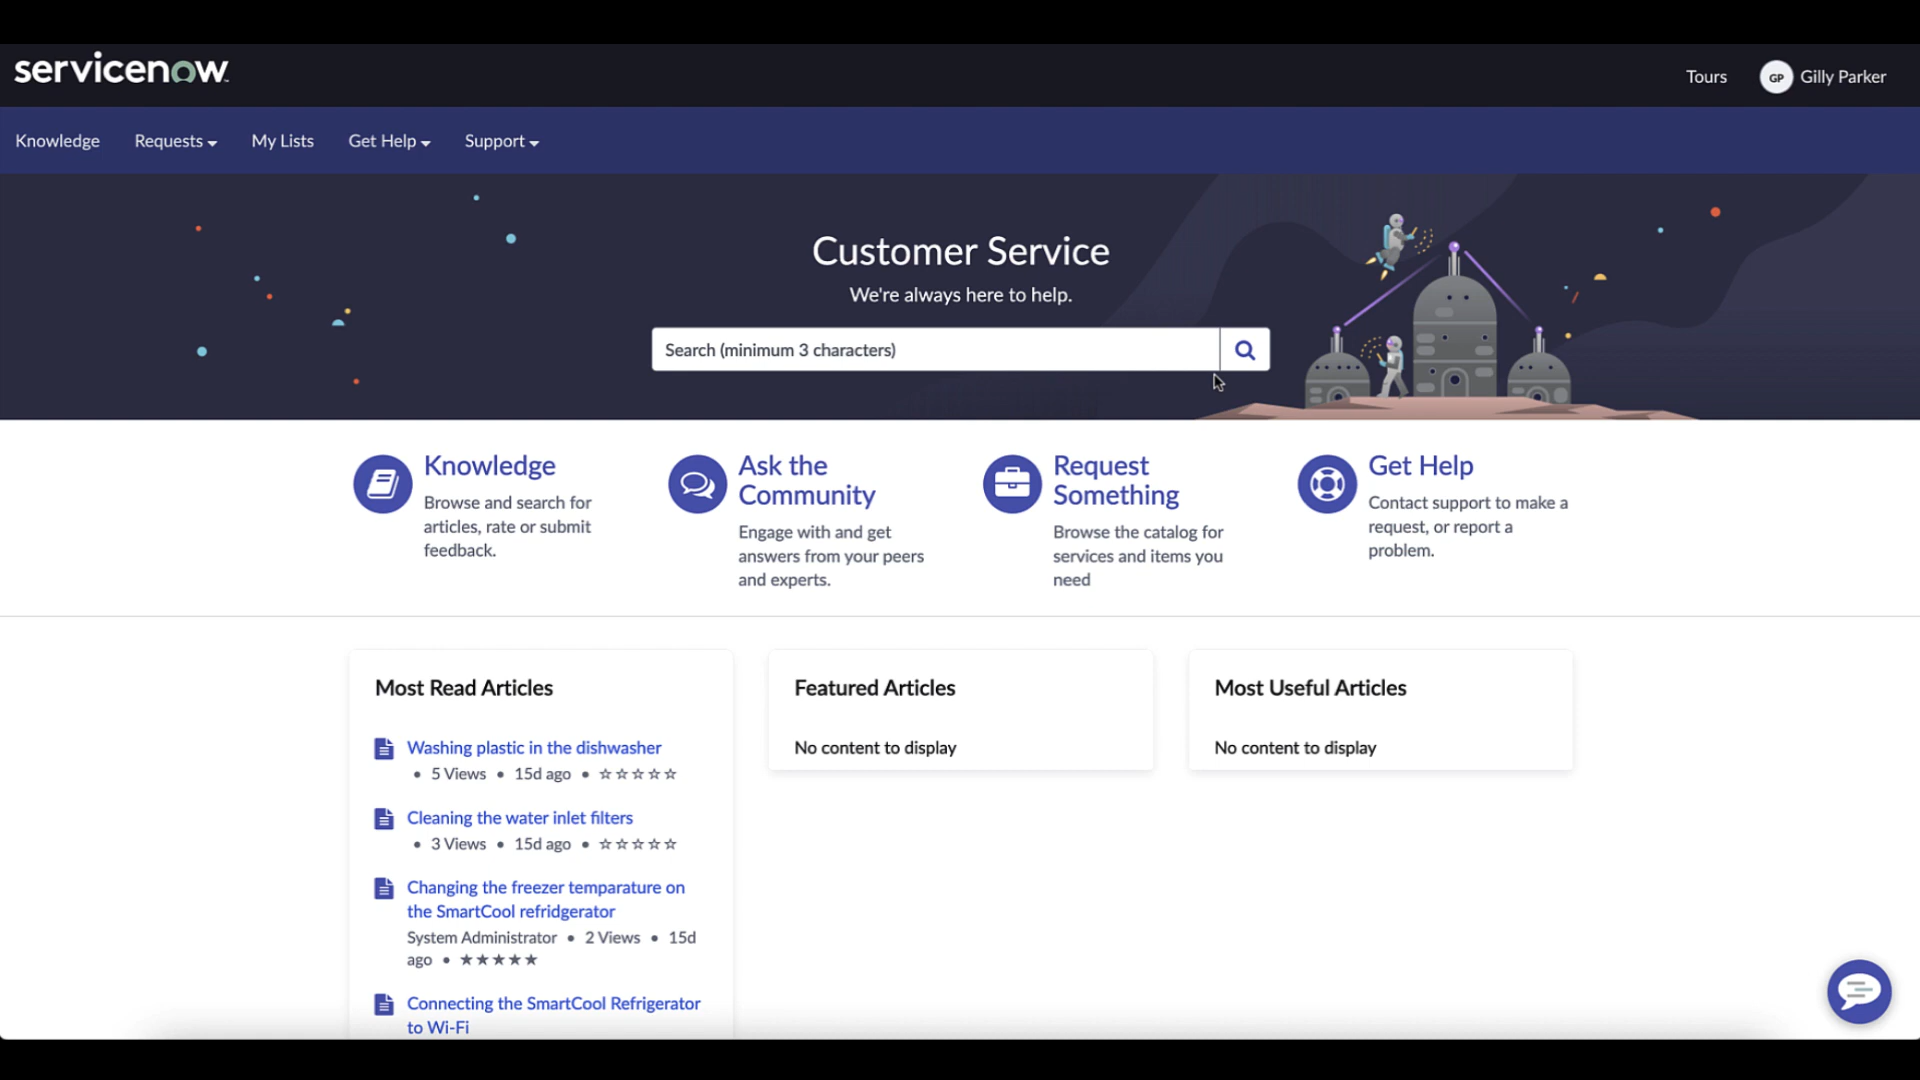 servicenow
Tours
GP
Gilly Parker
Knowledge
Requests
My Lists
Get Help
Support
Customer Service
We're always here to help.
Search (minimum 3 characters)
Knowledge
Browse and search for
articles, rate or submit
feedback.
Ask the
Community
Engage with and get
answers from your peers
and experts.
Request
Something
Browse the catalog for
services and items you
need
Get Help
Contact support to make a
request, or report a
problem.
Most Read Articles
Washing plastic in the dishwasher
• 5 Views • 15d ago • ☆☆☆☆☆
Cleaning the water inlet filters
• 3 Views • 15d ago • ☆☆☆☆☆
Changing the freezer temparature on
the SmartCool refridgerator
System Administrator • 2 Views • 15d
ago • ★★★★★
Connecting the SmartCool Refrigerator
to Wi-Fi
Featured Articles
No content to display
Most Useful Articles
No content to display